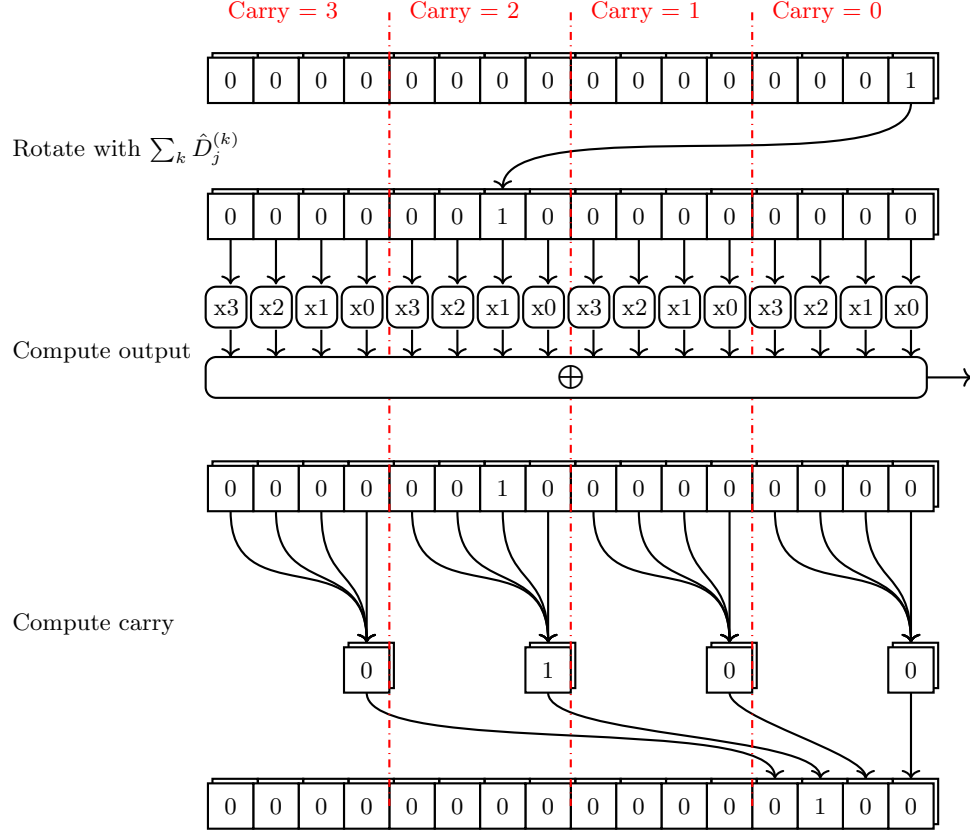 Carry = 3 Carry = 2 Carry = 1 Carry = 0
0 0 0 0 0 0 0 0 0 0 0 0 0 0 0 1
Rotate with ∑_k D̂_j^{(k)}
0 0 0 0 0 0 1 0 0 0 0 0 0 0 0 0
x3 x2 x1 x0 x3 x2 x1 x0 x3 x2 x1 x0 x3 x2 x1 x0
Compute output
⊕
0 0 0 0 0 0 1 0 0 0 0 0 0 0 0 0
Compute carry
0 1 0 0
0 0 0 0 0 0 0 0 0 0 0 0 0 1 0 0